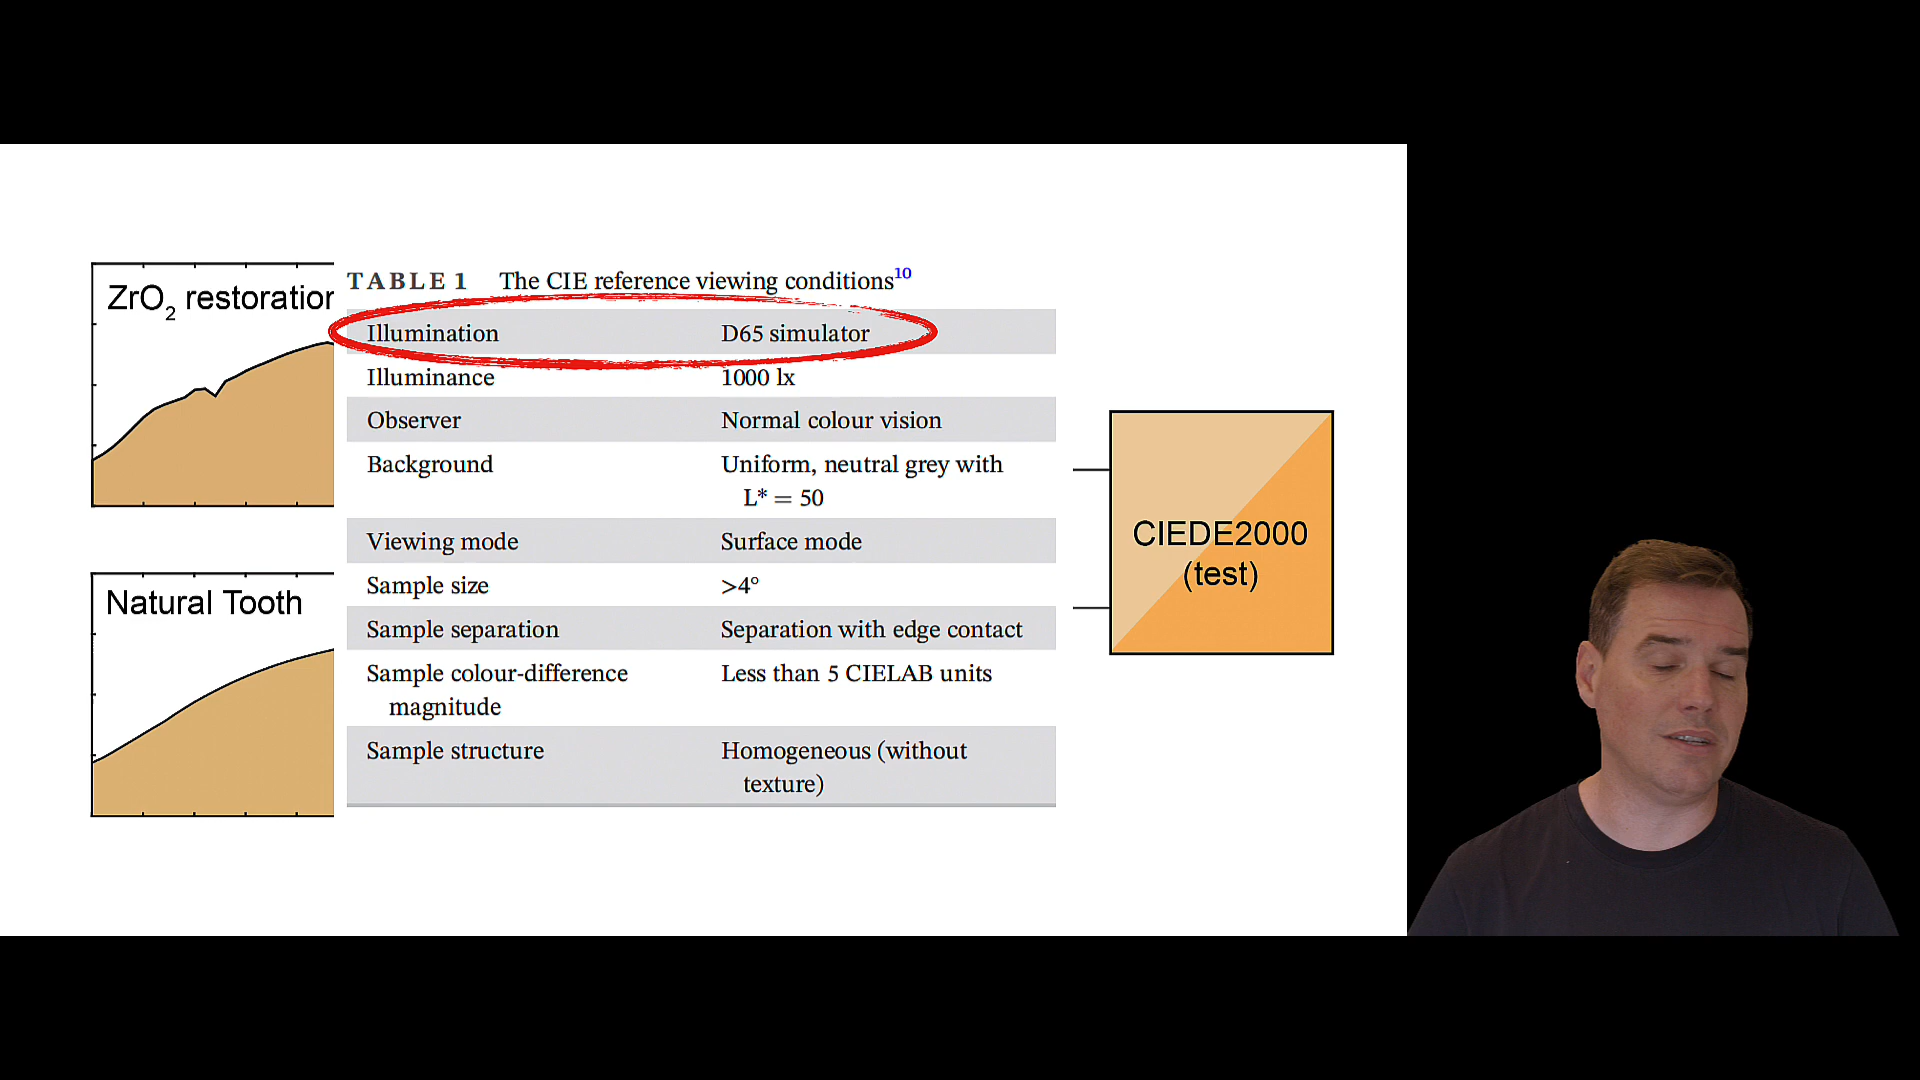 ZrO2 restoration
TABLE 1 The CIE reference viewing conditions10
Illumination D65 simulator
Illuminance 1000 lx
Observer Normal colour vision
Background Uniform, neutral grey with
L* = 50
Viewing mode Surface mode
Sample size >4°
Sample separation Separation with edge contact
Sample colour-difference Less than 5 CIELAB units
magnitude
Sample structure Homogeneous (without
texture)
Natural Tooth
CIEDE2000
(test)